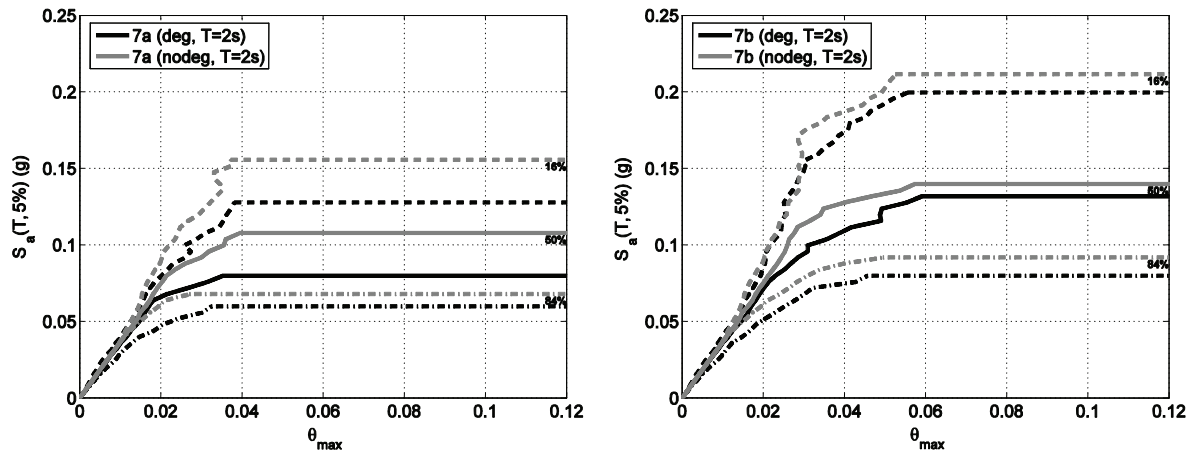 0.25
0.2
0.15
0.1
0.05
0
S_a(T, 5%) (g)
7a (deg, T=2s)
7a (nodeg, T=2s)
16%
50%
84%
0 0.02 0.04 0.06 0.08 0.1 0.12
θ_max
0.25
0.2
0.15
0.1
0.05
0
S_a(T, 5%) (g)
7b (deg, T=2s)
7b (nodeg, T=2s)
16%
50%
84%
0 0.02 0.04 0.06 0.08 0.1 0.12
θ_max